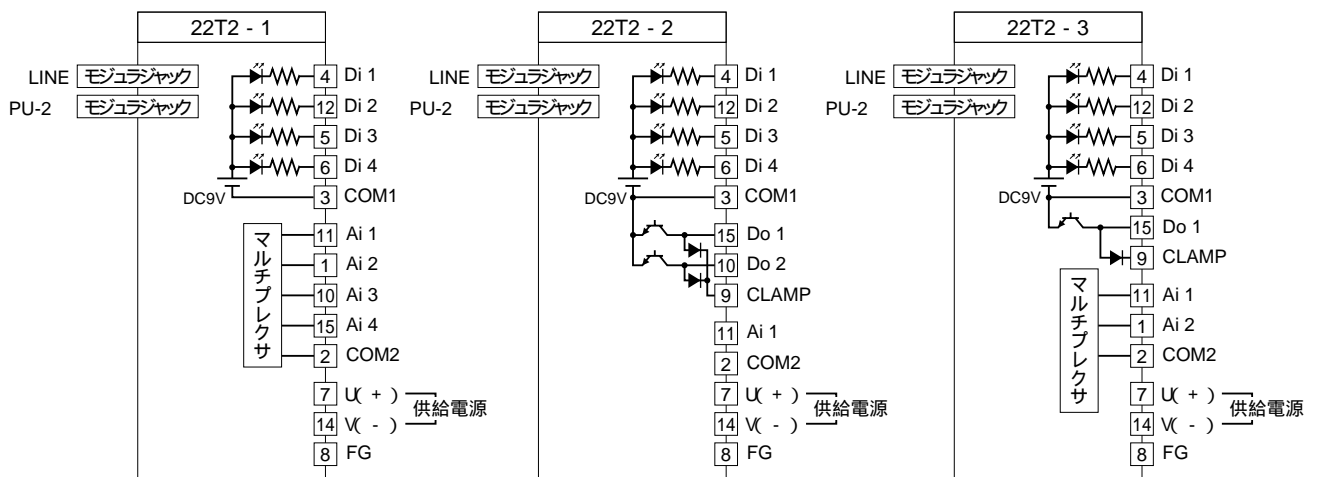 22T2 - 1
LINE モジュラジャック
PU-2 モジュラジャック
4 Di 1
12 Di 2
5 Di 3
6 Di 4
DC9V
3 COM1
マルチプレクサ
11 Ai 1
1 Ai 2
10 Ai 3
15 Ai 4
2 COM2
7 U( + )
供給電源
14 V( - )
8 FG
22T2 - 2
LINE モジュラジャック
PU-2 モジュラジャック
4 Di 1
12 Di 2
5 Di 3
6 Di 4
DC9V
3 COM1
15 Do 1
10 Do 2
9 CLAMP
11 Ai 1
2 COM2
7 U( + )
供給電源
14 V( - )
8 FG
22T2 - 3
LINE モジュラジャック
PU-2 モジュラジャック
4 Di 1
12 Di 2
5 Di 3
6 Di 4
DC9V
3 COM1
15 Do 1
9 CLAMP
マルチプレクサ
11 Ai 1
1 Ai 2
2 COM2
7 U( + )
供給電源
14 V( - )
8 FG